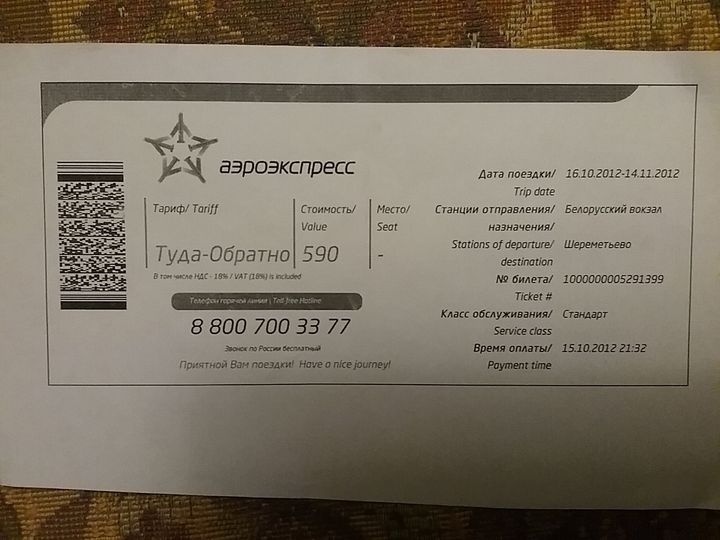 аэроэкспресс
Тариф/ Tariff
Туда-Обратно
Стоимость/
Value
590
Место/
Seat
-
В том числе НДС - 18% / VAT (18%) is included
Телефон горячей линии | Toll-free Hotline
8 800 700 33 77
Звонок по России бесплатный
Приятной Вам поездки! Have a nice journey!
Дата поездки/ 16.10.2012-14.11.2012
Trip date
Станции отправления/ Белорусский вокзал
назначения/
Stations of departure/ Шереметьево
destination
№ билета/ 1000000005291399
Ticket #
Класс обслуживания/ Стандарт
Service class
Время оплаты/ 15.10.2012 21:32
Payment time